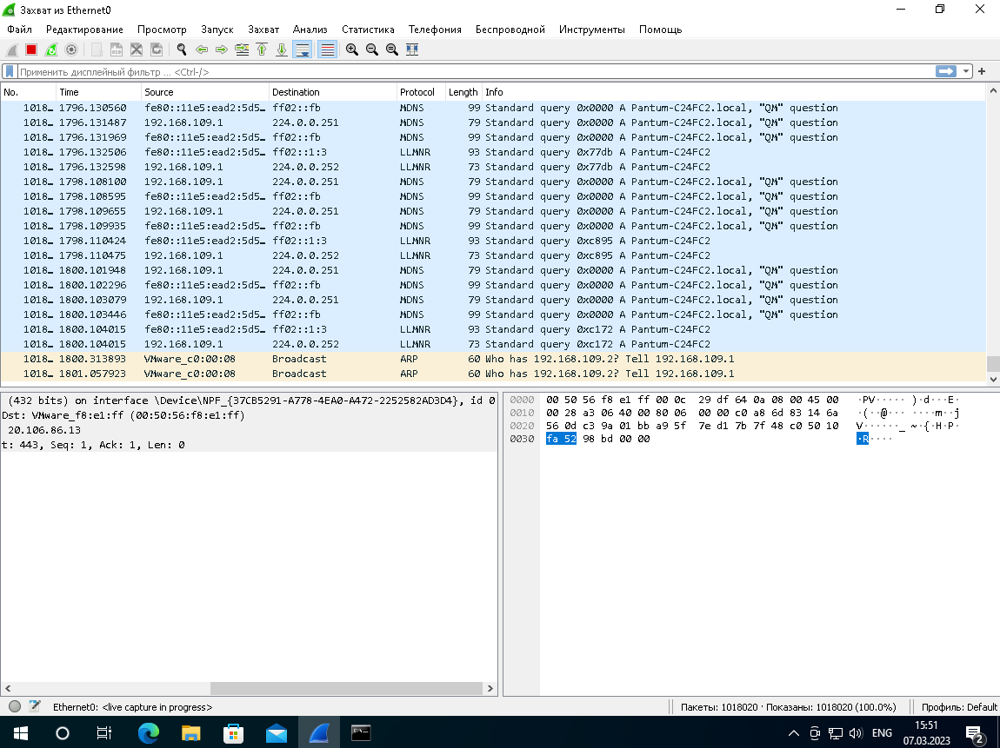 Захват из Ethernet0
Файл Редактирование Просмотр Запуск Захват Анализ Статистика Телефония Беспроводной Инструменты Помощь
Применить дисплейный фильтр ... <Ctrl-/>
No. Time Source Destination Protocol Length Info
1018… 1796.130560 fe80::11e5:ead2:5d5… ff02::fb MDNS 99 Standard query 0x0000 A Pantum-C24FC2.local, "QM" question
1018… 1796.131487 192.168.109.1 224.0.0.251 MDNS 79 Standard query 0x0000 A Pantum-C24FC2.local, "QM" question
1018… 1796.131969 fe80::11e5:ead2:5d5… ff02::fb MDNS 99 Standard query 0x0000 A Pantum-C24FC2.local, "QM" question
1018… 1796.132506 fe80::11e5:ead2:5d5… ff02::1:3 LLMNR 93 Standard query 0x77db A Pantum-C24FC2
1018… 1796.132598 192.168.109.1 224.0.0.252 LLMNR 73 Standard query 0x77db A Pantum-C24FC2
1018… 1798.108100 192.168.109.1 224.0.0.251 MDNS 79 Standard query 0x0000 A Pantum-C24FC2.local, "QM" question
1018… 1798.108595 fe80::11e5:ead2:5d5… ff02::fb MDNS 99 Standard query 0x0000 A Pantum-C24FC2.local, "QM" question
1018… 1798.109655 192.168.109.1 224.0.0.251 MDNS 79 Standard query 0x0000 A Pantum-C24FC2.local, "QM" question
1018… 1798.109935 fe80::11e5:ead2:5d5… ff02::fb MDNS 99 Standard query 0x0000 A Pantum-C24FC2.local, "QM" question
1018… 1798.110424 fe80::11e5:ead2:5d5… ff02::1:3 LLMNR 93 Standard query 0xc895 A Pantum-C24FC2
1018… 1798.110475 192.168.109.1 224.0.0.252 LLMNR 73 Standard query 0xc895 A Pantum-C24FC2
1018… 1800.101948 192.168.109.1 224.0.0.251 MDNS 79 Standard query 0x0000 A Pantum-C24FC2.local, "QM" question
1018… 1800.102296 fe80::11e5:ead2:5d5… ff02::fb MDNS 99 Standard query 0x0000 A Pantum-C24FC2.local, "QM" question
1018… 1800.103079 192.168.109.1 224.0.0.251 MDNS 79 Standard query 0x0000 A Pantum-C24FC2.local, "QM" question
1018… 1800.103446 fe80::11e5:ead2:5d5… ff02::fb MDNS 99 Standard query 0x0000 A Pantum-C24FC2.local, "QM" question
1018… 1800.104015 fe80::11e5:ead2:5d5… ff02::1:3 LLMNR 93 Standard query 0xc172 A Pantum-C24FC2
1018… 1800.104015 192.168.109.1 224.0.0.252 LLMNR 73 Standard query 0xc172 A Pantum-C24FC2
1018… 1800.313893 VMware_c0:00:08 Broadcast ARP 60 Who has 192.168.109.2? Tell 192.168.109.1
1018… 1801.057923 VMware_c0:00:08 Broadcast ARP 60 Who has 192.168.109.2? Tell 192.168.109.1
(432 bits) on interface \Device\NPF_{37CB5291-A778-4EA0-A472-2252582AD3D4}, id 0
Dst: VMware_f8:e1:ff (00:50:56:f8:e1:ff)
20.106.86.13
t: 443, Seq: 1, Ack: 1, Len: 0
0000 00 50 56 f8 e1 ff 00 0c 29 df 64 0a 08 00 45 00 ·PV····· )·d···E·
0010 00 28 a3 06 40 00 80 06 00 00 c0 a8 6d 83 14 6a ·(··@··· ····m··j
0020 56 0d c3 9a 01 bb a9 5f 7e d1 7b 7f 48 c0 50 10 V······_ ~·{·H·P·
0030 fa 52 98 bd 00 00 ·R····
Ethernet0: <live capture in progress> Пакеты: 1018020 · Показаны: 1018020 (100.0%) Профиль: Default
ENG 15:51
07.03.2023 2